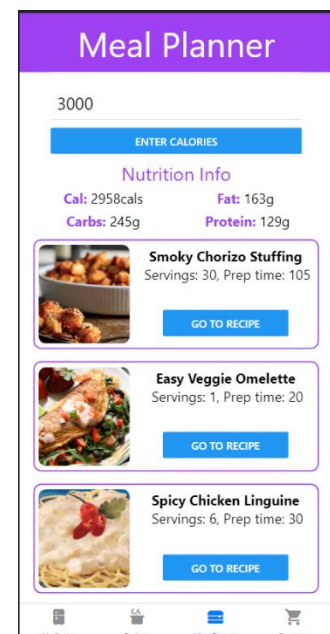 Meal Planner
3000
ENTER CALORIES
Nutrition Info
Cal: 2958cals Fat: 163g
Carbs: 245g Protein: 129g
Smoky Chorizo Stuffing
Servings: 30, Prep time: 105
GO TO RECIPE
Easy Veggie Omelette
Servings: 1, Prep time: 20
GO TO RECIPE
Spicy Chicken Linguine
Servings: 6, Prep time: 30
GO TO RECIPE